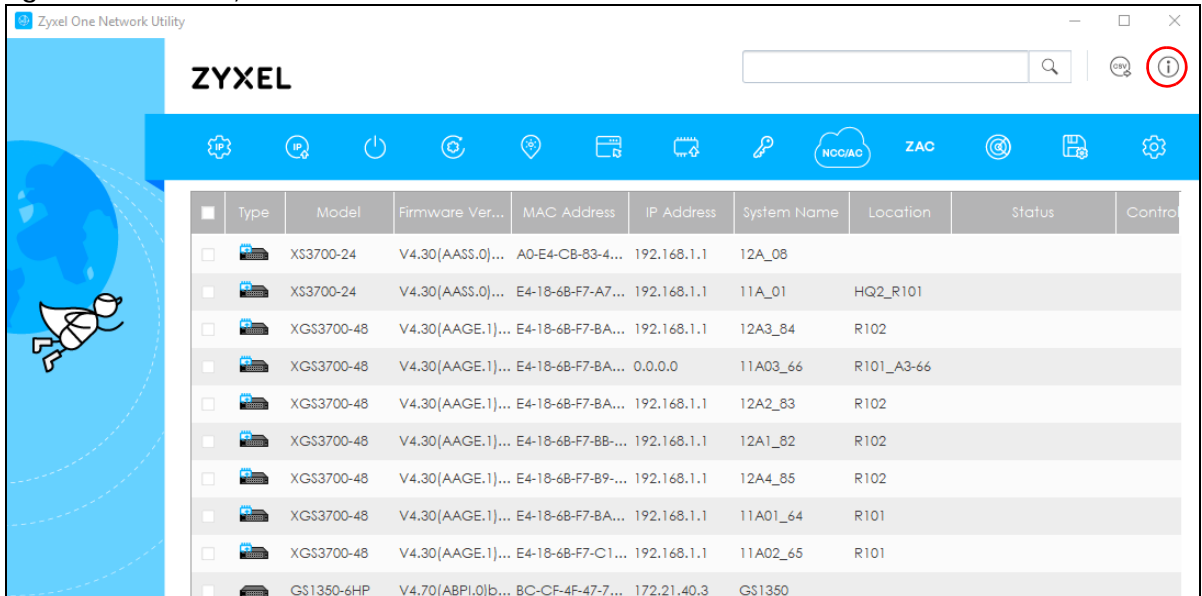 Zyxel One Network Utility
ZYXEL
CSV
IP IP NCC/AC ZAC
Type Model Firmware Ver... MAC Address IP Address System Name Location Status Control
XS3700-24 V4.30(AASS.0)... A0-E4-CB-83-4... 192.168.1.1 12A_08
XS3700-24 V4.30(AASS.0)... E4-18-6B-F7-A7... 192.168.1.1 11A_01 HQ2_R101
XGS3700-48 V4.30(AAGE.1)... E4-18-6B-F7-BA... 192.168.1.1 12A3_84 R102
XGS3700-48 V4.30(AAGE.1)... E4-18-6B-F7-BA... 0.0.0.0 11A03_66 R101_A3-66
XGS3700-48 V4.30(AAGE.1)... E4-18-6B-F7-BA... 192.168.1.1 12A2_83 R102
XGS3700-48 V4.30(AAGE.1)... E4-18-6B-F7-BB-... 192.168.1.1 12A1_82 R102
XGS3700-48 V4.30(AAGE.1)... E4-18-6B-F7-B9-... 192.168.1.1 12A4_85 R102
XGS3700-48 V4.30(AAGE.1)... E4-18-6B-F7-BA... 192.168.1.1 11A01_64 R101
XGS3700-48 V4.30(AAGE.1)... E4-18-6B-F7-C1... 192.168.1.1 11A02_65 R101
GS1350-6HP V4.70(ABPI.0)b... BC-CF-4F-47-7... 172.21.40.3 GS1350